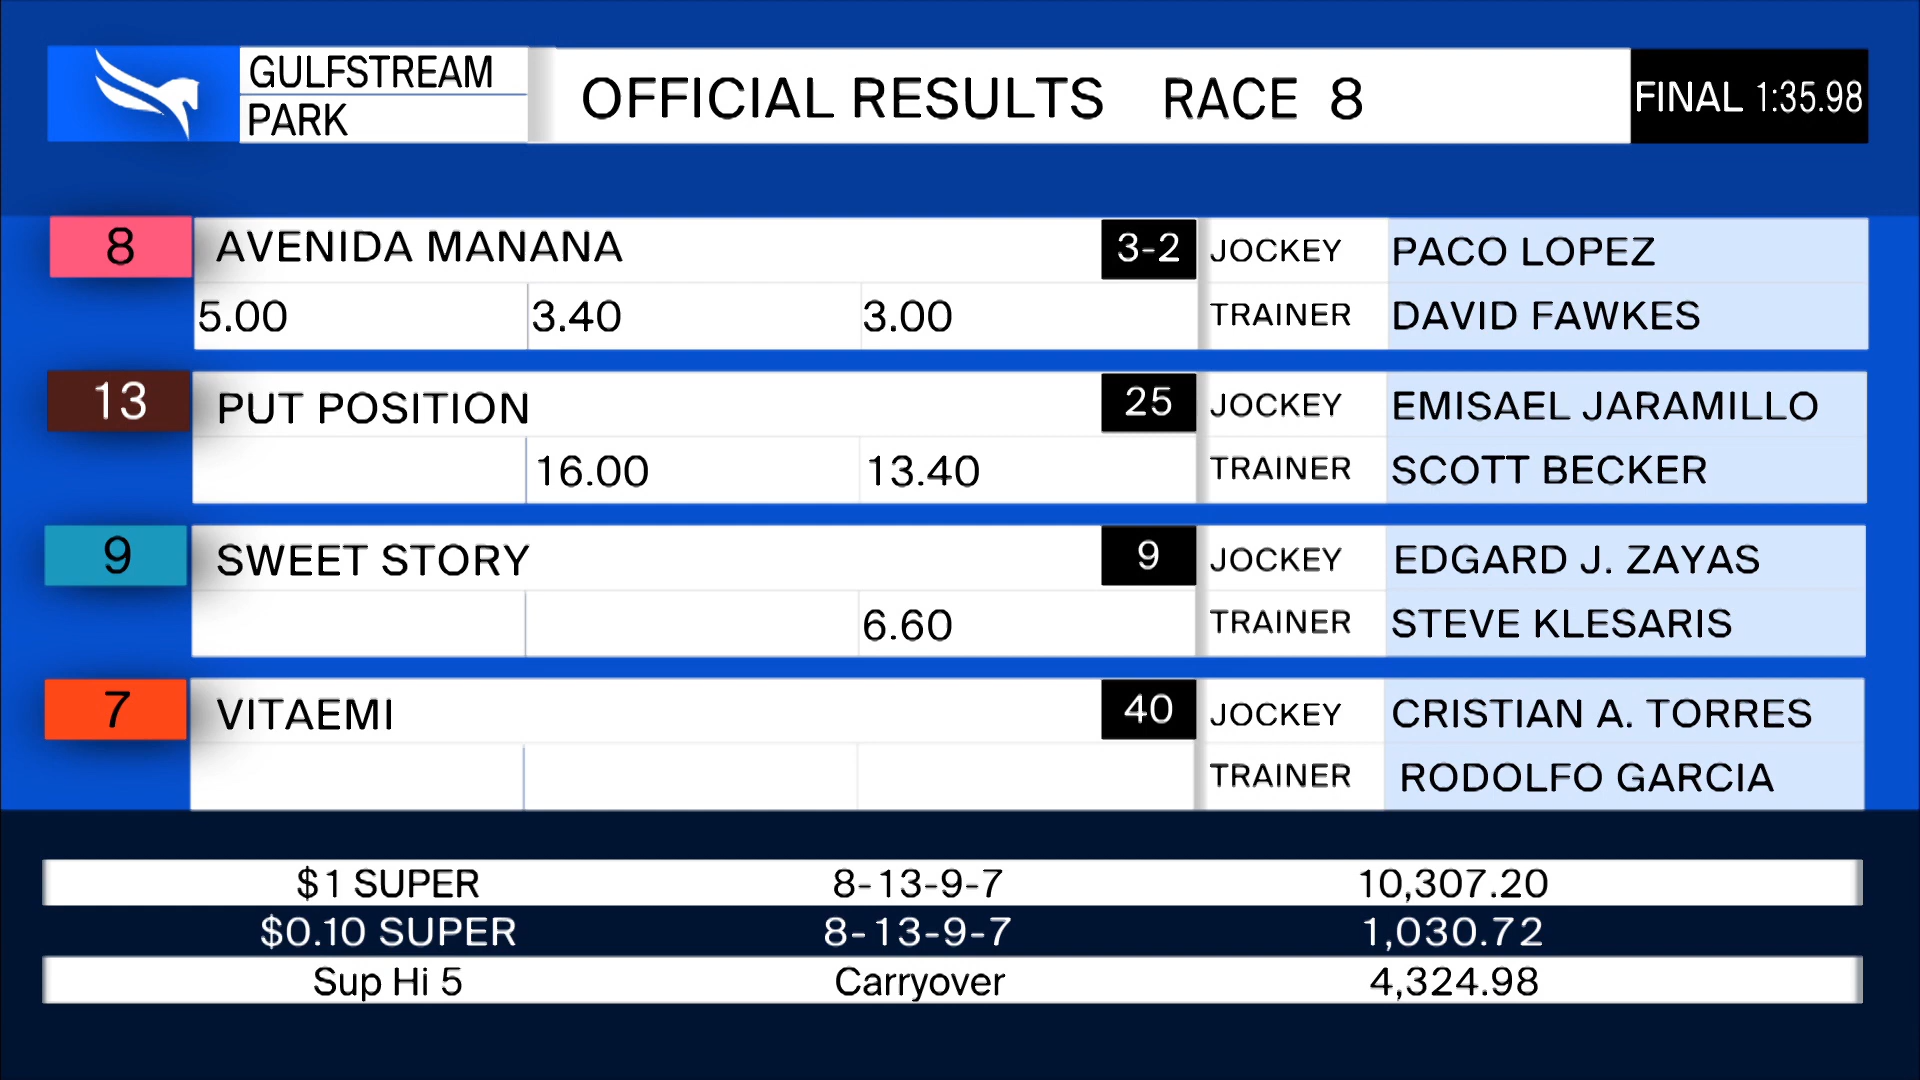 GULFSTREAM
PARK
OFFICIAL RESULTS RACE 8
FINAL 1:35.98
8 AVENIDA MANANA 3-2 JOCKEY PACO LOPEZ
5.00 3.40 3.00 TRAINER DAVID FAWKES
13 PUT POSITION 25 JOCKEY EMISAEL JARAMILLO
16.00 13.40 TRAINER SCOTT BECKER
9 SWEET STORY 9 JOCKEY EDGARD J. ZAYAS
6.60 TRAINER STEVE KLESARIS
7 VITAEMI 40 JOCKEY CRISTIAN A. TORRES
TRAINER RODOLFO GARCIA
$1 SUPER 8-13-9-7 10,307.20
$0.10 SUPER 8-13-9-7 1,030.72
Sup Hi 5 Carryover 4,324.98